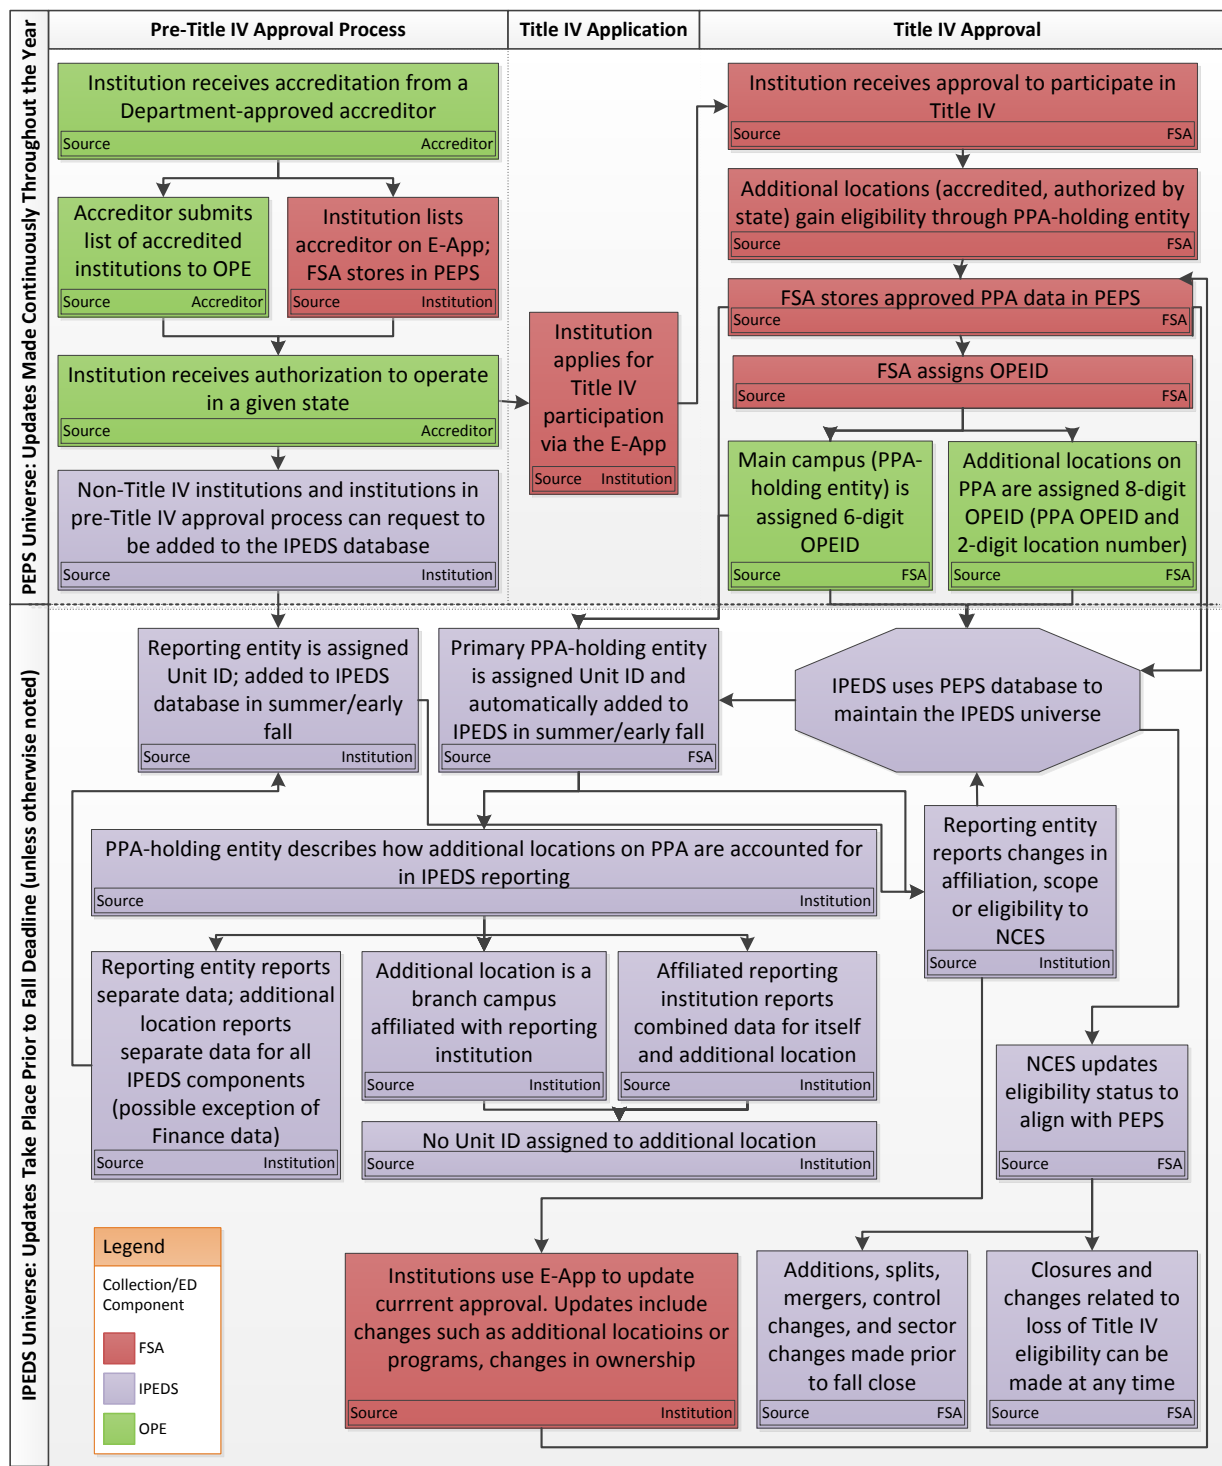 Pre-Title IV Approval Process
Title IV Application
Title IV Approval
PEPS Universe: Updates Made Continuously Throughout the Year
Institution receives accreditation from a
Department-approved accreditor
Source Accreditor
Accreditor submits
list of accredited
institutions to OPE
Source Accreditor
Institution lists
accreditor on E-App;
FSA stores in PEPS
Source Institution
Institution receives authorization to operate
in a given state
Source Accreditor
Non-Title IV institutions and institutions in
pre-Title IV approval process can request to
be added to the IPEDS database
Source Institution
Institution
applies for
Title IV
participation
via the E-App
Source Institution
Institution receives approval to participate in
Title IV
Source FSA
Additional locations (accredited, authorized by
state) gain eligibility through PPA-holding entity
Source FSA
FSA stores approved PPA data in PEPS
Source FSA
FSA assigns OPEID
Source FSA
Main campus (PPA-
holding entity) is
assigned 6-digit
OPEID
Source FSA
Additional locations on
PPA are assigned 8-digit
OPEID (PPA OPEID and
2-digit location number)
Source FSA
IPEDS Universe: Updates Take Place Prior to Fall Deadline (unless otherwise noted)
Reporting entity is assigned
Unit ID; added to IPEDS
database in summer/early
fall
Source Institution
Primary PPA-holding entity
is assigned Unit ID and
automatically added to
IPEDS in summer/early fall
Source FSA
IPEDS uses PEPS database to
maintain the IPEDS universe
PPA-holding entity describes how additional locations on PPA are accounted for
in IPEDS reporting
Source Institution
Reporting entity
reports changes in
affiliation, scope
or eligibility to
NCES
Source Institution
Reporting entity reports
separate data; additional
location reports
separate data for all
IPEDS components
(possible exception of
Finance data)
Source Institution
Additional location is a
branch campus
affiliated with reporting
institution
Source Institution
Affiliated reporting
institution reports
combined data for itself
and additional location
Source Institution
No Unit ID assigned to additional location
Source Institution
NCES updates
eligibility status to
align with PEPS
Source FSA
Legend
Collection/ED
Component
FSA
IPEDS
OPE
Institutions use E-App to update
currrent approval. Updates include
changes such as additional locatioins or
programs, changes in ownership
Source Institution
Additions, splits,
mergers, control
changes, and sector
changes made prior
to fall close
Source FSA
Closures and
changes related to
loss of Title IV
eligibility can be
made at any time
Source FSA